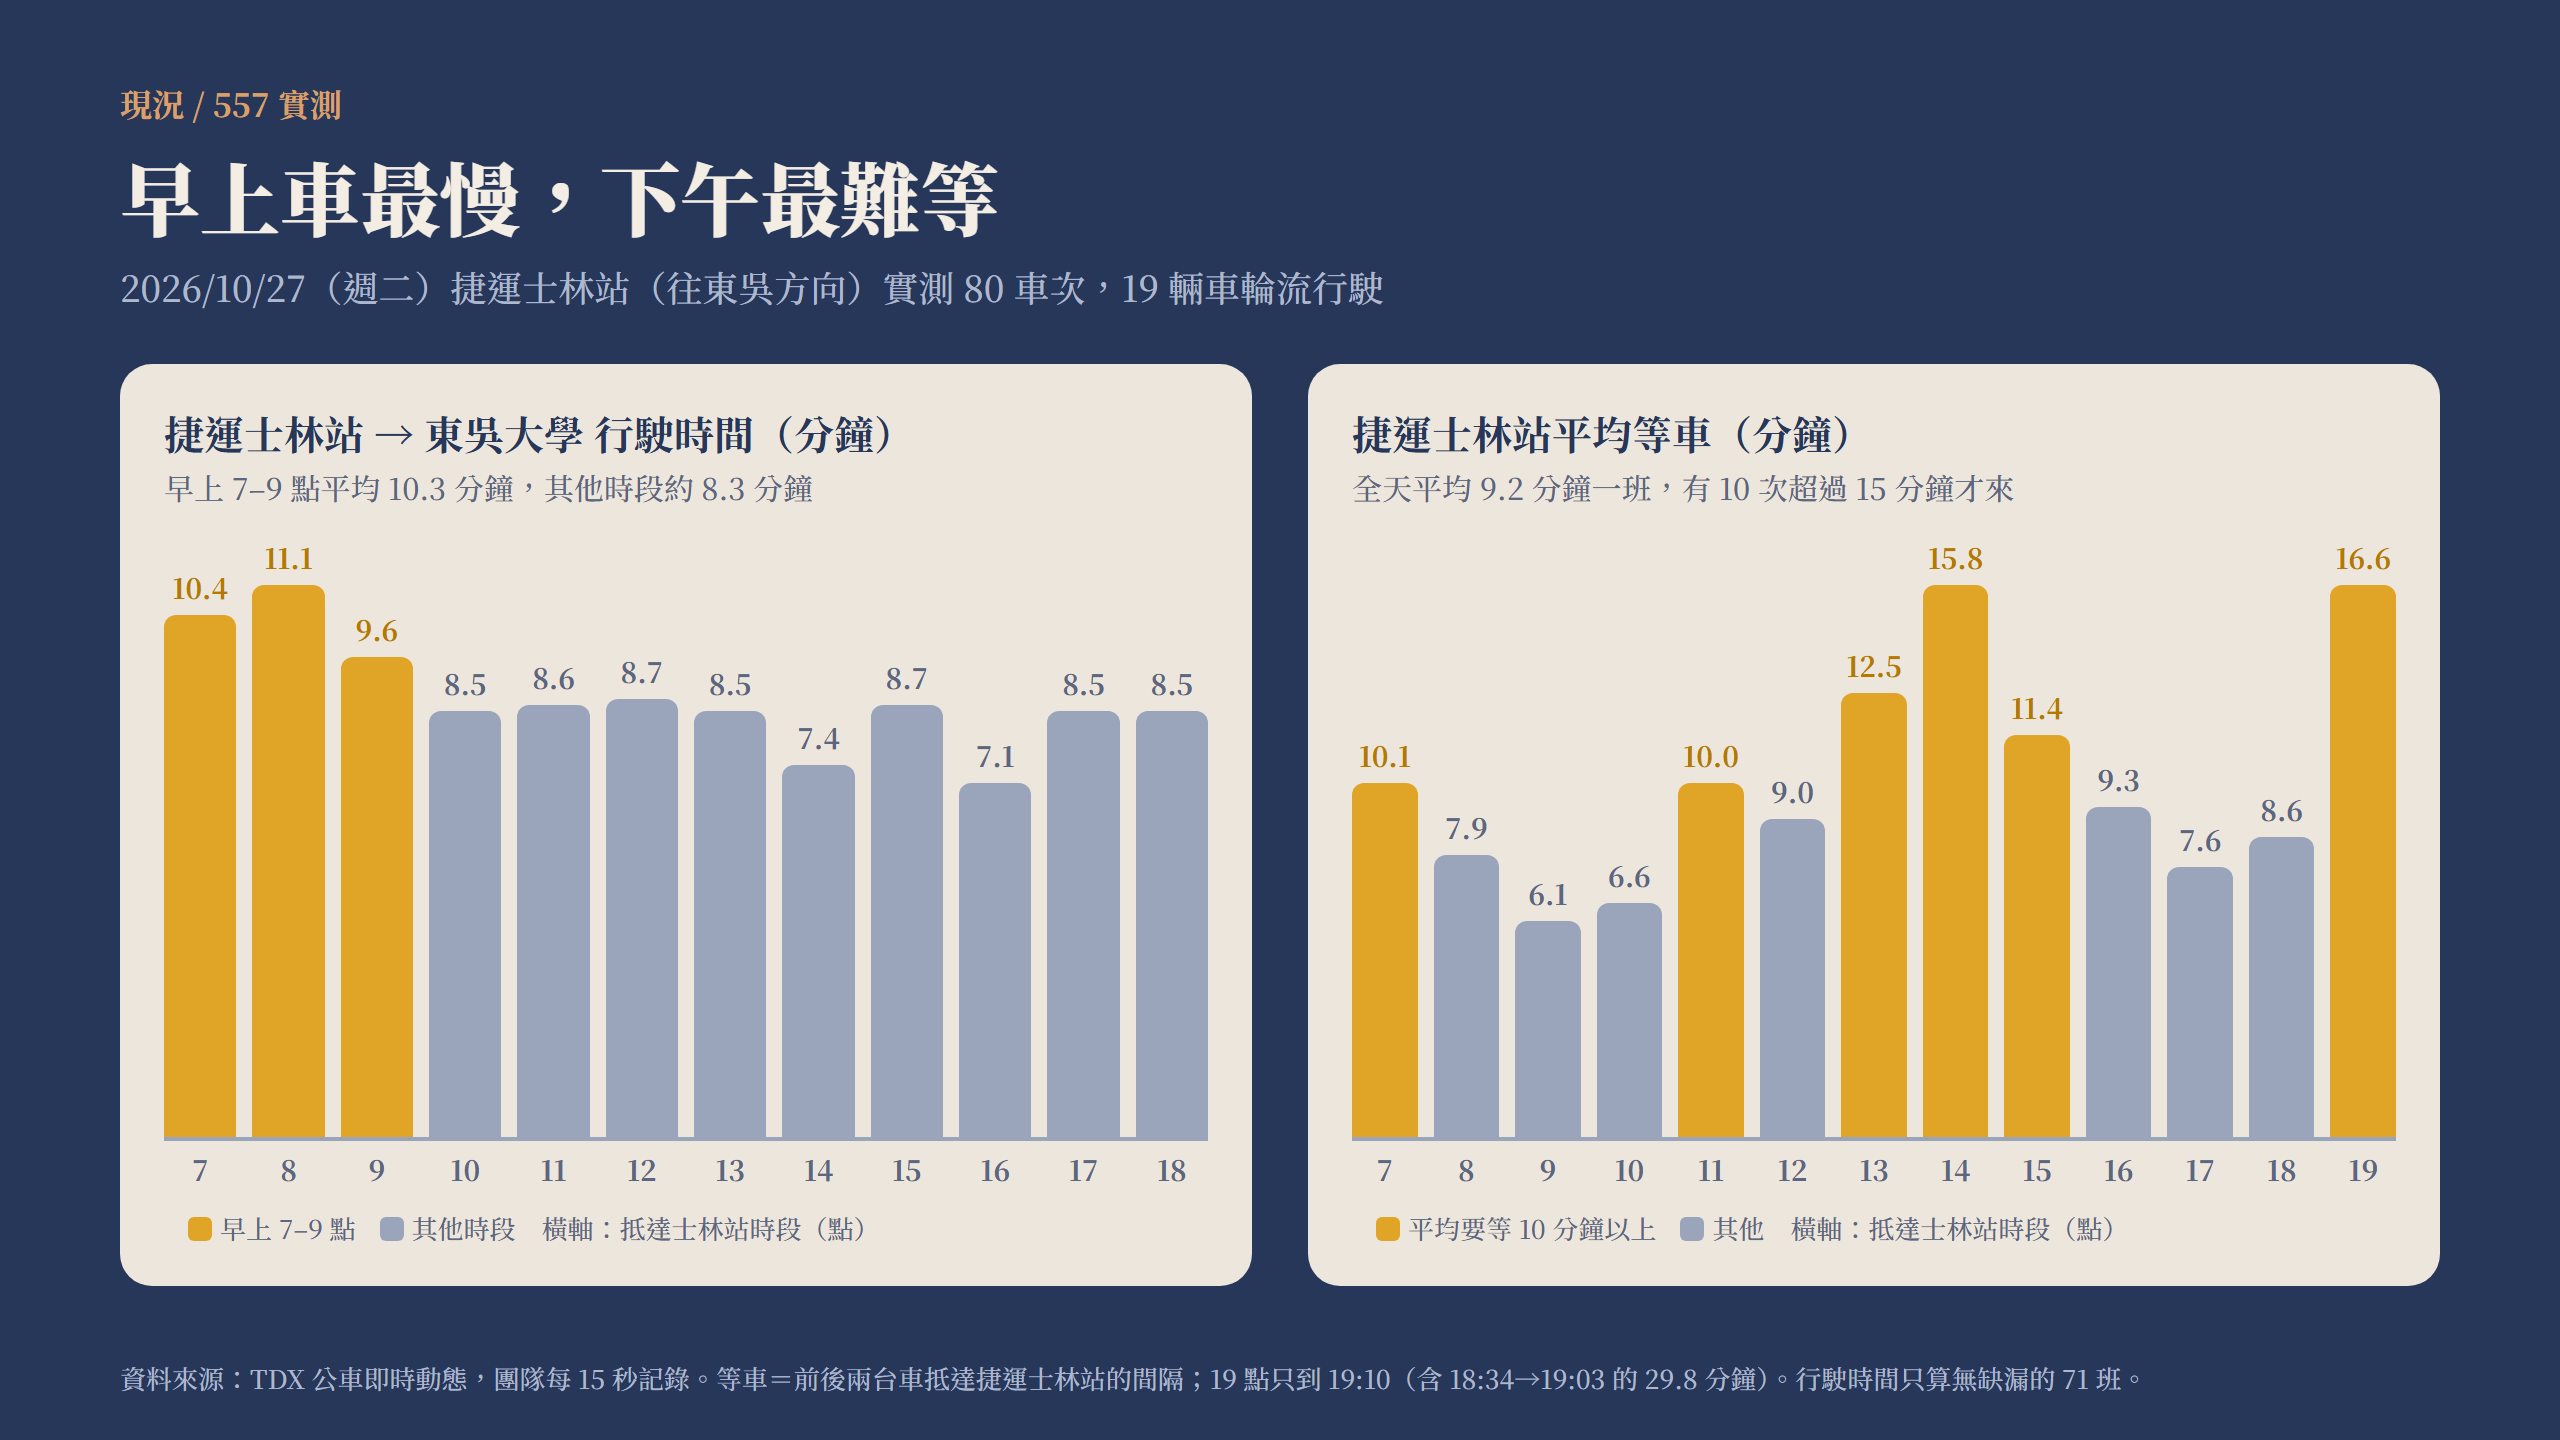 現況 / 557 實測
早上車最慢，下午最難等
2026/10/27（週二）捷運士林站（往東吳方向）實測 80 車次，19 輛車輪流行駛
捷運士林站 → 東吳大學 行駛時間（分鐘）
早上 7–9 點平均 10.3 分鐘，其他時段約 8.3 分鐘
10.4 11.1 9.6 8.5 8.6 8.7 8.5 7.4 8.7 7.1 8.5 8.5
7 8 9 10 11 12 13 14 15 16 17 18
早上 7–9 點 其他時段 橫軸：抵達士林站時段（點）
捷運士林站平均等車（分鐘）
全天平均 9.2 分鐘一班，有 10 次超過 15 分鐘才來
10.1 7.9 6.1 6.6 10.0 9.0 12.5 15.8 11.4 9.3 7.6 8.6 16.6
7 8 9 10 11 12 13 14 15 16 17 18 19
平均要等 10 分鐘以上 其他 橫軸：抵達士林站時段（點）
資料來源：TDX 公車即時動態，團隊每 15 秒記錄。等車＝前後兩台車抵達捷運士林站的間隔；19 點只到 19:10（含 18:34→19:03 的 29.8 分鐘）。行駛時間只算無缺漏的 71 班。